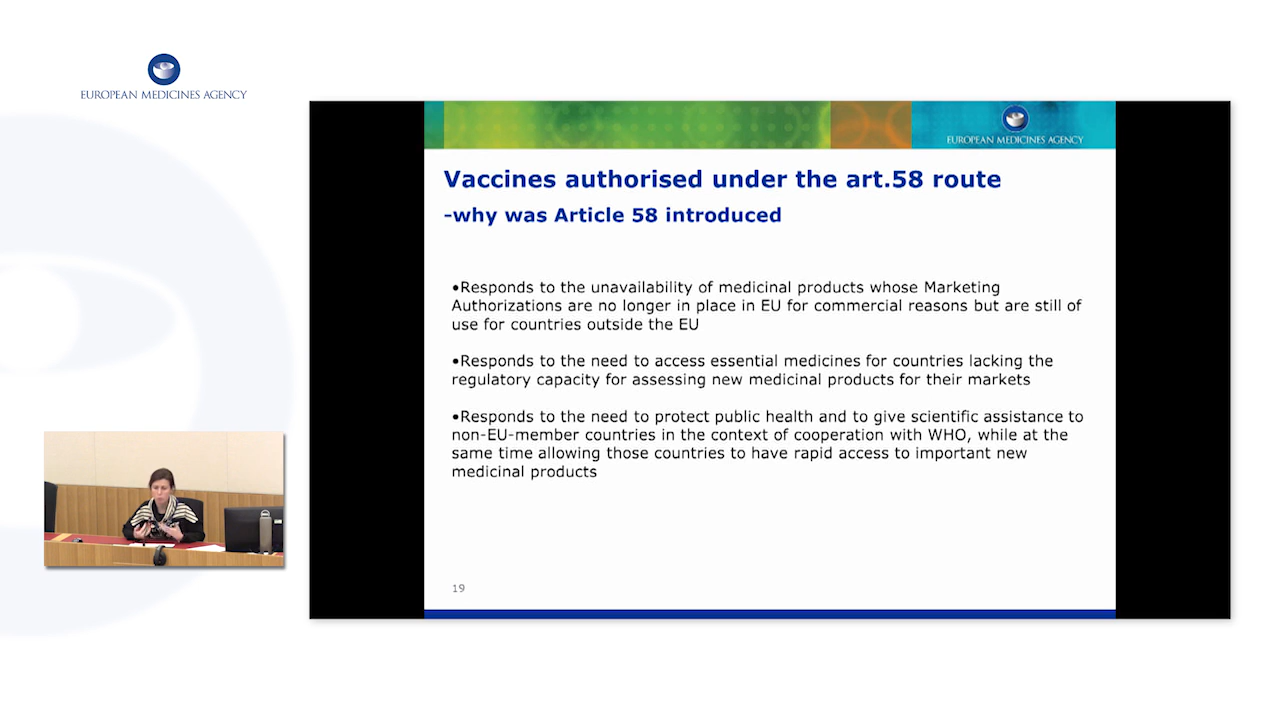 EUROPEAN MEDICINES AGENCY
EUROPEAN MEDICINES AGENCY
Vaccines authorised under the art.58 route
-why was Article 58 introduced
•Responds to the unavailability of medicinal products whose Marketing
Authorizations are no longer in place in EU for commercial reasons but are still of
use for countries outside the EU
•Responds to the need to access essential medicines for countries lacking the
regulatory capacity for assessing new medicinal products for their markets
•Responds to the need to protect public health and to give scientific assistance to
non-EU-member countries in the context of cooperation with WHO, while at the
same time allowing those countries to have rapid access to important new
medicinal products
19